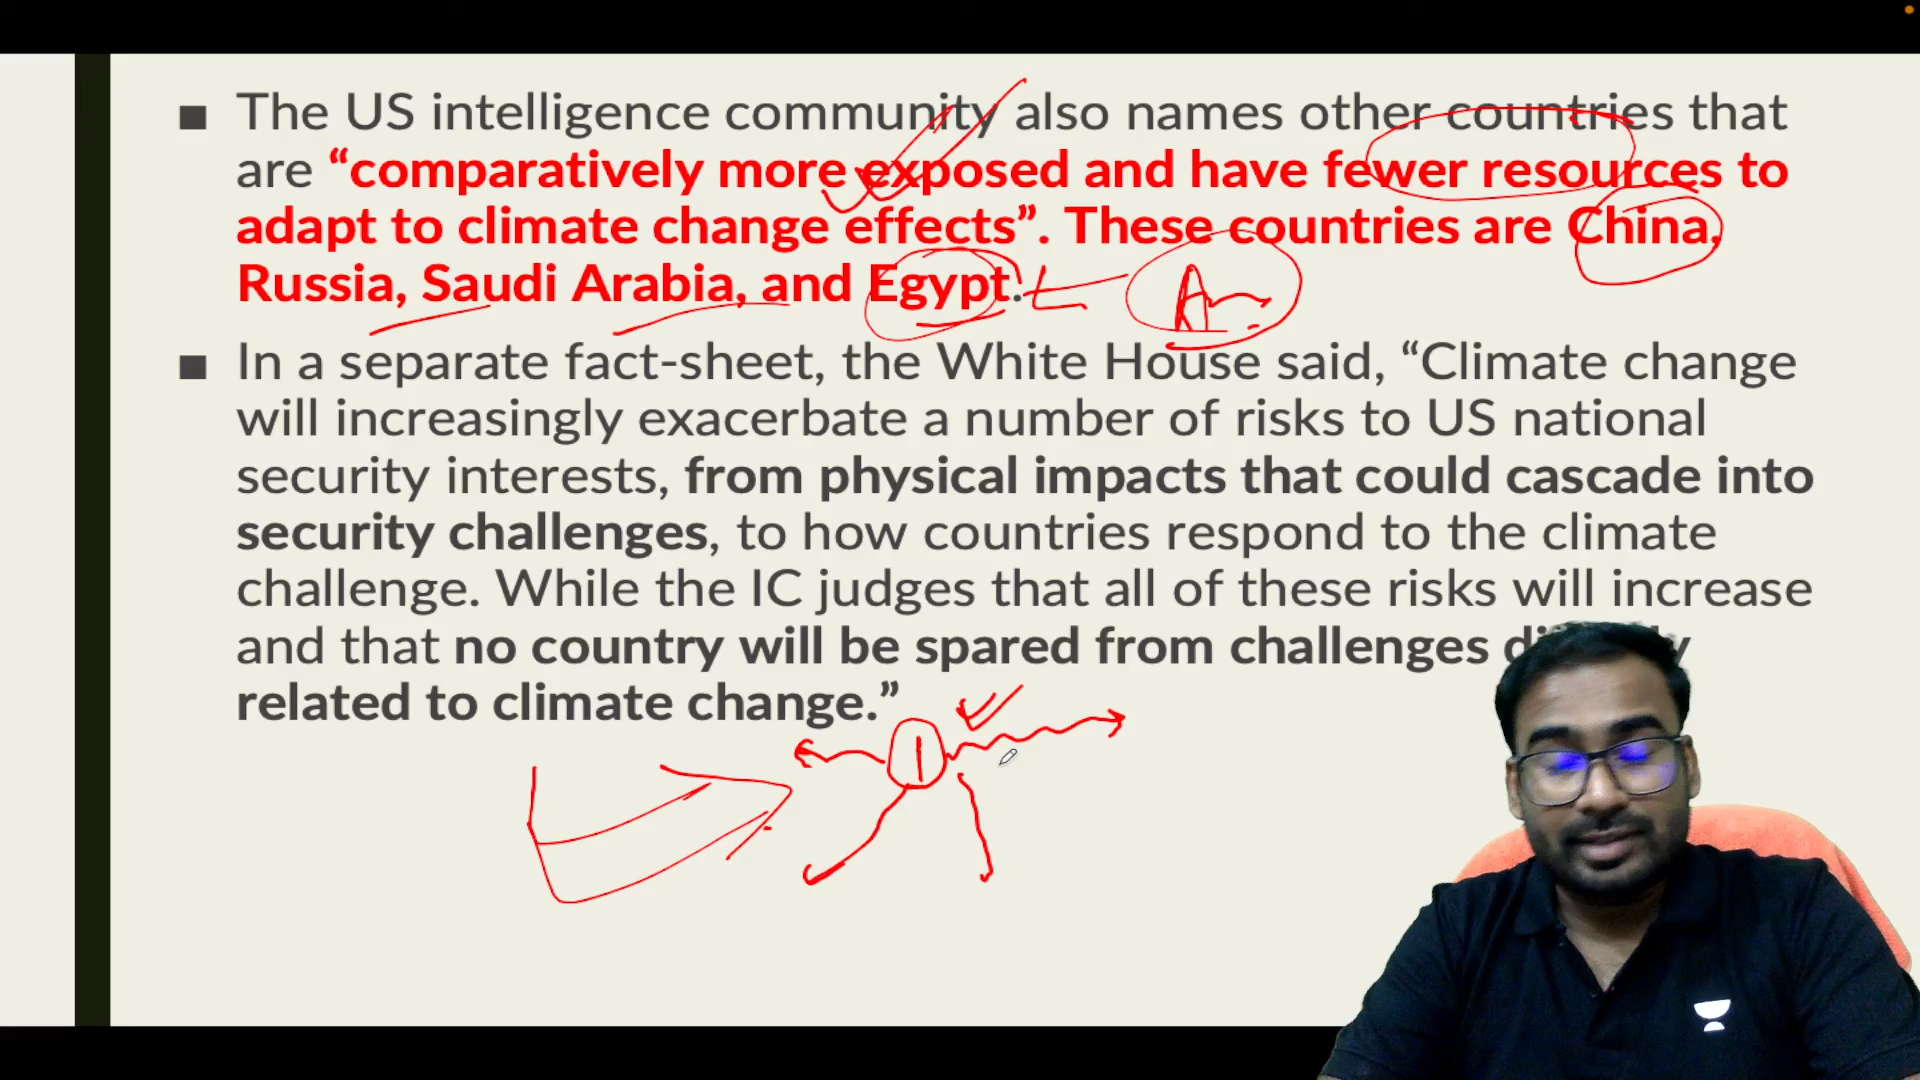 ■ The US intelligence community also names other countries that
are “comparatively more exposed and have fewer resources to
adapt to climate change effects”. These countries are China,
Russia, Saudi Arabia, and Egypt.
■ In a separate fact-sheet, the White House said, “Climate change
will increasingly exacerbate a number of risks to US national
security interests, from physical impacts that could cascade into
security challenges, to how countries respond to the climate
challenge. While the IC judges that all of these risks will increase
and that no country will be spared from challenges
related to climate change.”